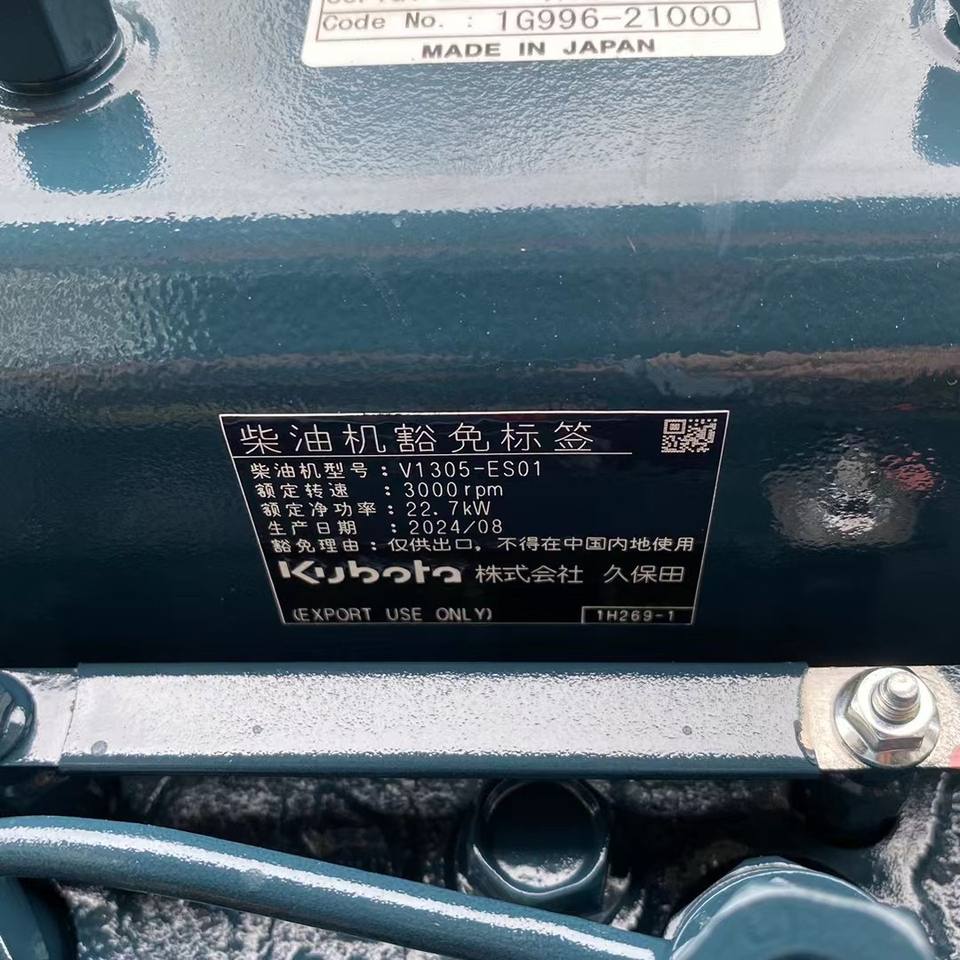 Code No. : 1G996-21000
MADE IN JAPAN
柴油机豁免标签
柴油机型号 : V1305-ES01
额定转速 : 3000rpm
额定净功率 : 22.7kW
生产日期 : 2024/08
豁免理由 : 仅供出口，不得在中国内地使用
Kubota 株式会社 久保田
(EXPORT USE ONLY)
1H269-1